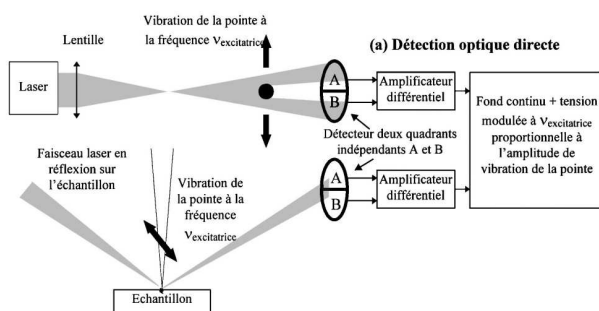 Vibration de la pointe à
la fréquence νexcitatrice
Lentille
(a) Détection optique directe
Laser
A
B
Amplificateur
différentiel
Fond continu + tension
modulée à νexcitatrice
proportionnelle à
l'amplitude de
vibration de la pointe
Détecteur deux quadrants
indépendants A et B
Faisceau laser en
réflexion sur
l'échantillon
Vibration de
la pointe à la
fréquence
νexcitatrice
A
B
Amplificateur
différentiel
Echantillon